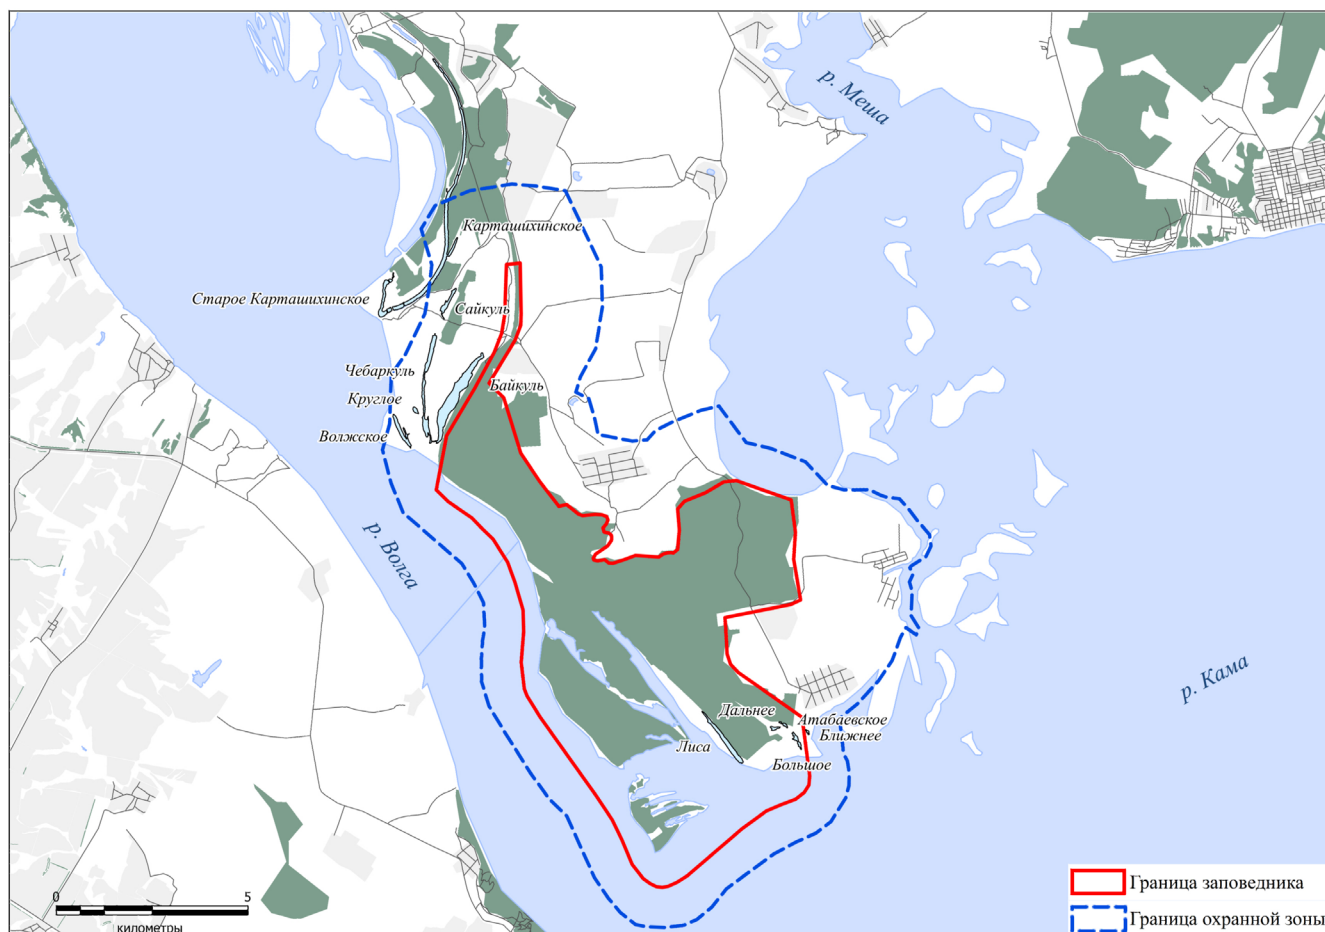 р. Меша
Карташихинское
Старое Карташихинское
Сайкуль
Чебаркуль
Байкуль
Круглое
Волжское
р. Волга
р. Кама
Дальнее
Атабаевское
Ближнее
Лиса
Большое
0 5
километры
Граница заповедника
Граница охранной зоны